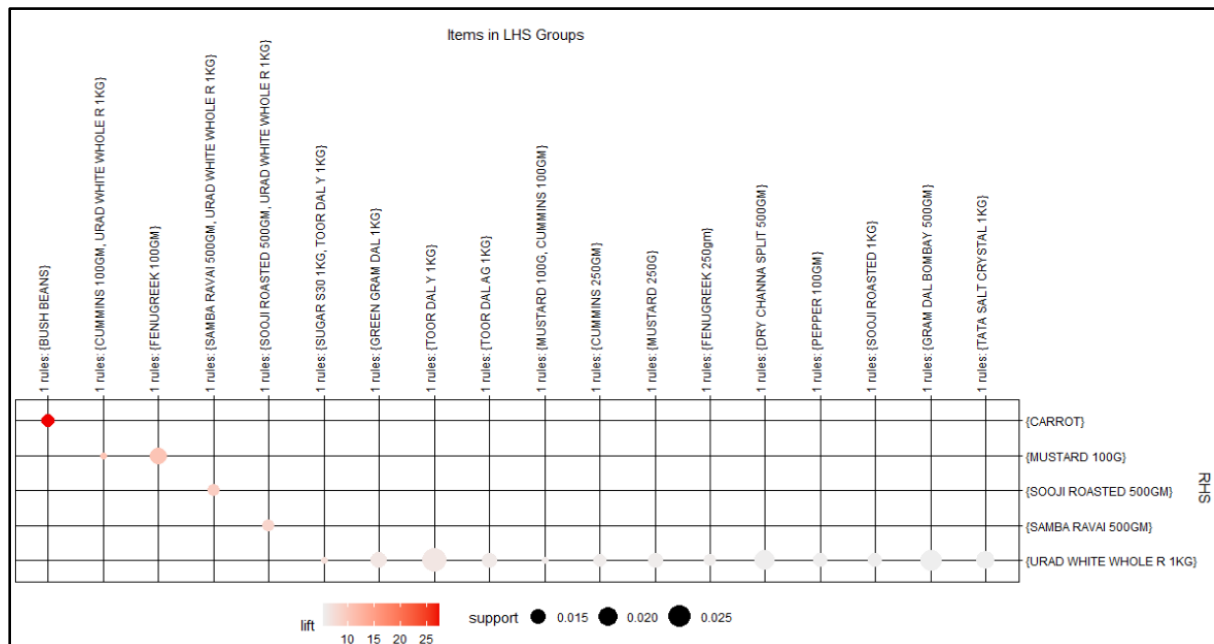 Items in LHS Groups
1 rules: {BUSH BEANS}
1 rules: {CUMMINS 100GM, URAD WHITE WHOLE R 1KG}
1 rules: {FENUGREEK 100GM}
1 rules: {SAMBA RAVAI 500GM, URAD WHITE WHOLE R 1KG}
1 rules: {SOOJI ROASTED 500GM, URAD WHITE WHOLE R 1KG}
1 rules: {SUGAR S30 1KG, TOOR DAL Y 1KG}
1 rules: {GREEN GRAM DAL 1KG}
1 rules: {TOOR DAL Y 1KG}
1 rules: {TOOR DAL AG 1KG}
1 rules: {MUSTARD 100G, CUMMINS 100GM}
1 rules: {CUMMINS 250GM}
1 rules: {MUSTARD 250G}
1 rules: {FENUGREEK 250gm}
1 rules: {DRY CHANNA SPLIT 500GM}
1 rules: {PEPPER 100GM}
1 rules: {SOOJI ROASTED 1KG}
1 rules: {GRAM DAL BOMBAY 500GM}
1 rules: {TATA SALT CRYSTAL 1KG}
{CARROT}
{MUSTARD 100G}
{SOOJI ROASTED 500GM}
{SAMBA RAVAI 500GM}
{URAD WHITE WHOLE R 1KG}
RHS
lift
10 15 20 25
support 0.015 0.020 0.025